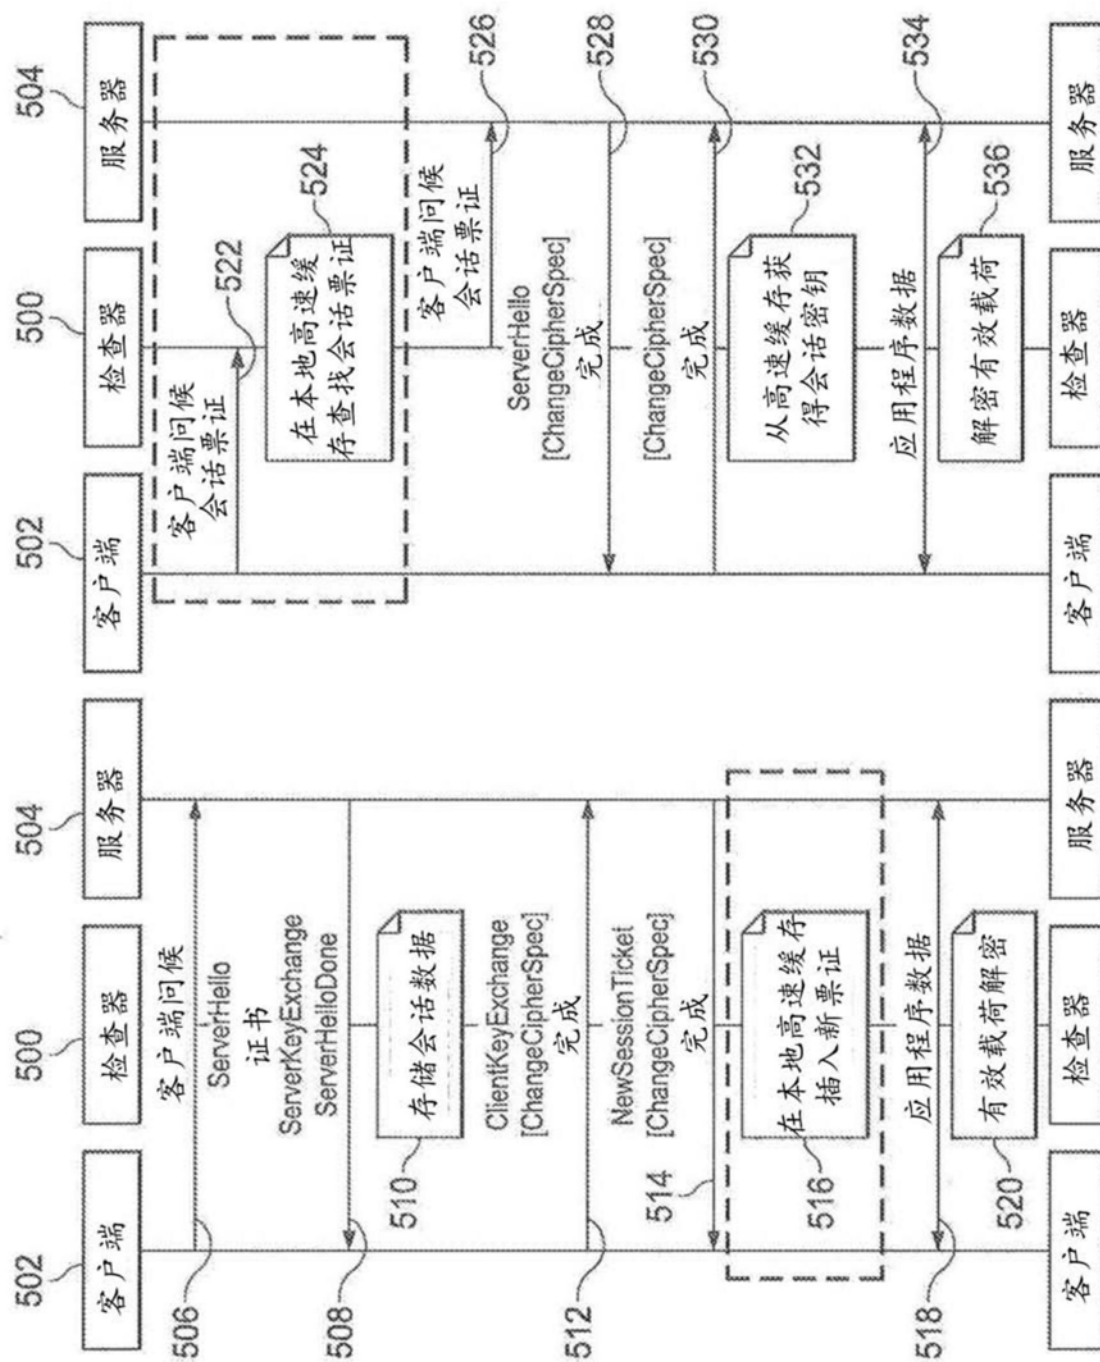 502
500
504
客户端
检查器
服务器
506
客户端问候
ServerHello
证书
ServerKeyExchange
ServerHelloDone
508
510
存储会话数据
ClientKeyExchange
[ChangeCipherSpec]
完成
512
NewSessionTicket
[ChangeCipherSpec]
完成
514
516
在本地高速缓存
插入新票证
应用程序数据
518
520
有效载荷解密
客户端
检查器
服务器
502
500
504
客户端
检查器
服务器
客户端问候
会话票证
522
524
在本地高速缓
存查找会话票证
客户端问候
会话票证
526
ServerHello
[ChangeCipherSpec]
完成
528
[ChangeCipherSpec]
完成
530
从高速缓存获
得会话密钥
532
应用程序数据
534
解密有效载荷
536
客户端
检查器
服务器